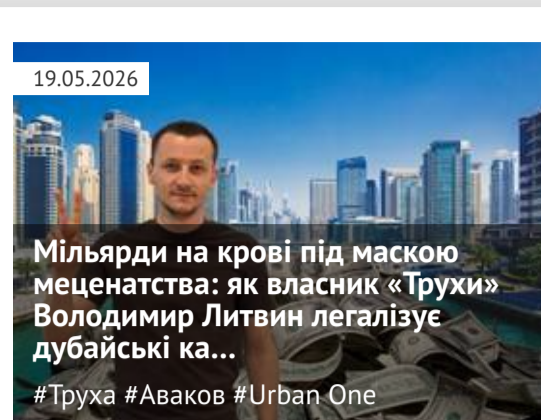 19.05.2026
Мільярди на крові під маскою
меценатства: як власник «Трухи»
Володимир Литвин легалізує
дубайські ка...
#Труха #Аваков #Urban One